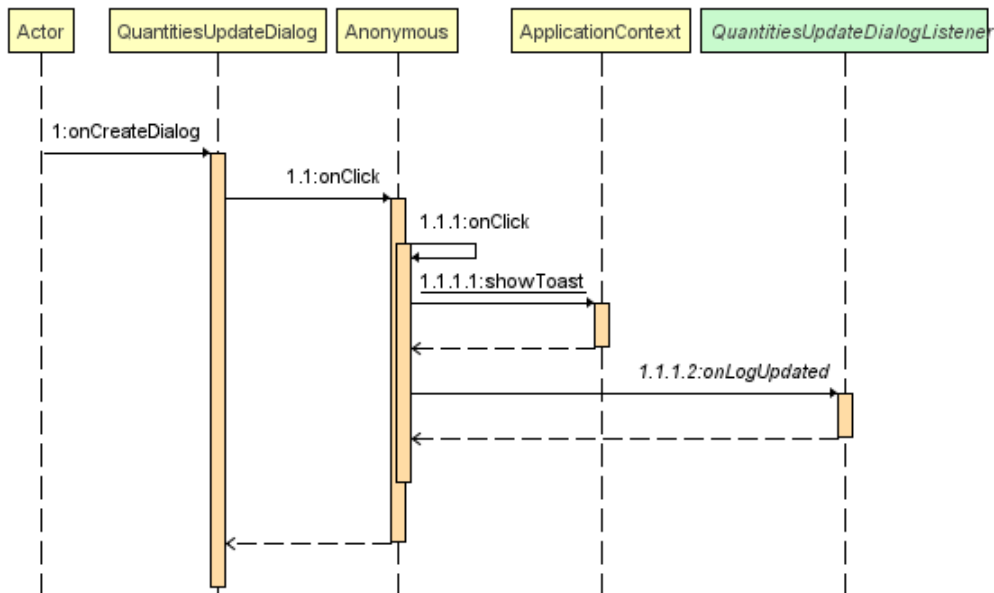 Actor
QuantitiesUpdateDialog
Anonymous
ApplicationContext
QuantitiesUpdateDialogListener
1:onCreateDialog
1.1:onClick
1.1.1:onClick
1.1.1.1:showToast
1.1.1.2:onLogUpdated